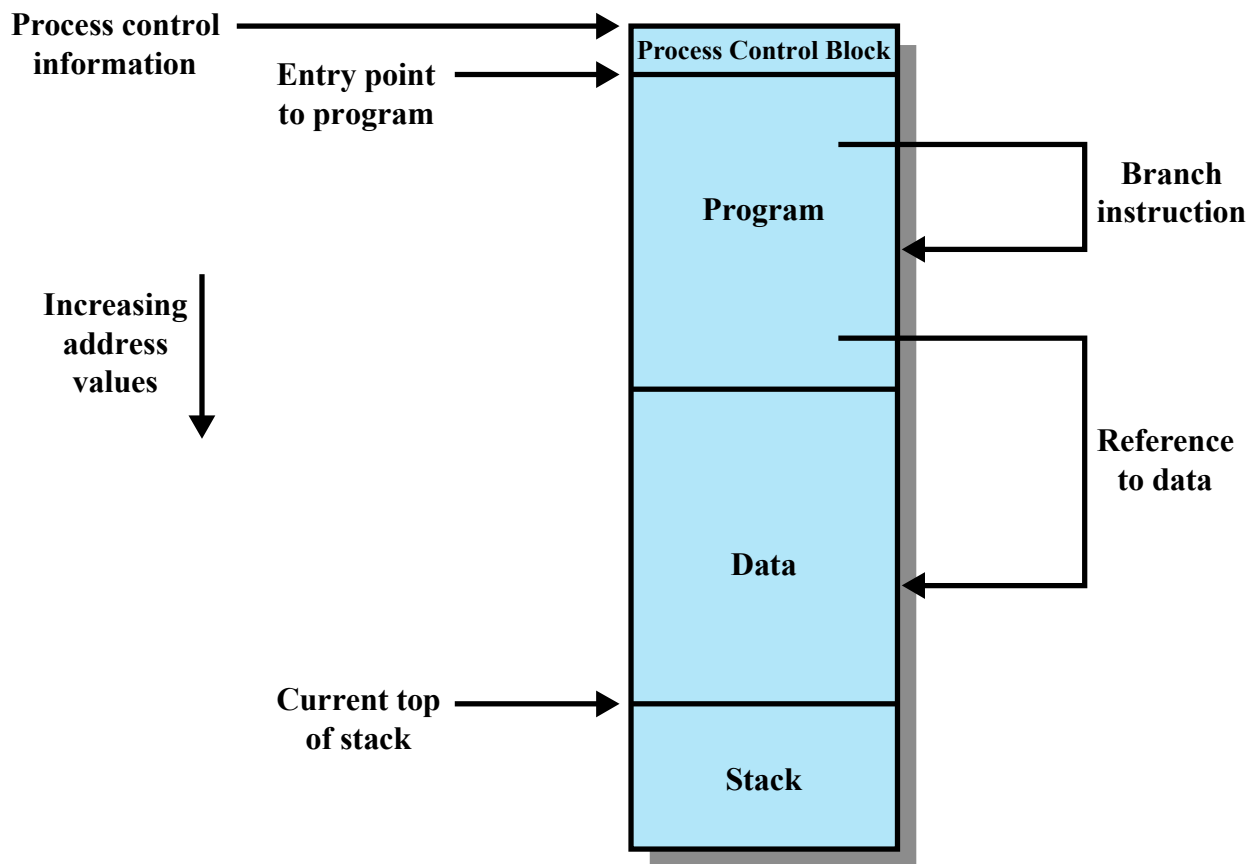 Process control
information
Process Control Block
Entry point
to program
Program
Branch
instruction
Increasing
address
values
Reference
to data
Data
Current top
of stack
Stack